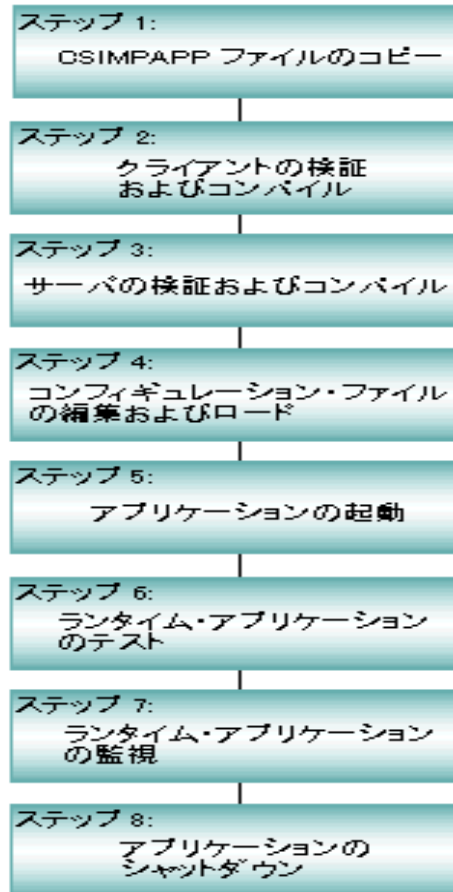 ステップ 1:
CSIMPAPP ファイルのコピー
ステップ 2:
クライアントの検証
およびコンパイル
ステップ 3:
サーバの検証およびコンパイル
ステップ 4:
コンフィギュレーション・ファイル
の編集およびロード
ステップ 5:
アプリケーションの起動
ステップ 6:
ランタイム・アプリケーション
のテスト
ステップ 7:
ランタイム・アプリケーション
の監視
ステップ 8:
アプリケーションの
シャットダウン